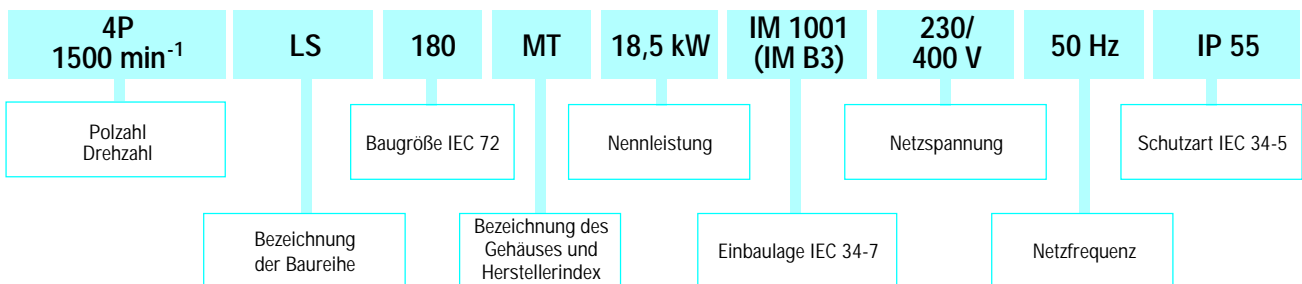 4P
1500 min⁻¹
LS
180
MT
18,5 kW
IM 1001
(IM B3)
230/
400 V
50 Hz
IP 55
Polzahl
Drehzahl
Baugröße IEC 72
Nennleistung
Netzspannung
Schutzart IEC 34-5
Bezeichnung
der Baureihe
Bezeichnung des
Gehäuses und
Herstellerindex
Einbaulage IEC 34-7
Netzfrequenz